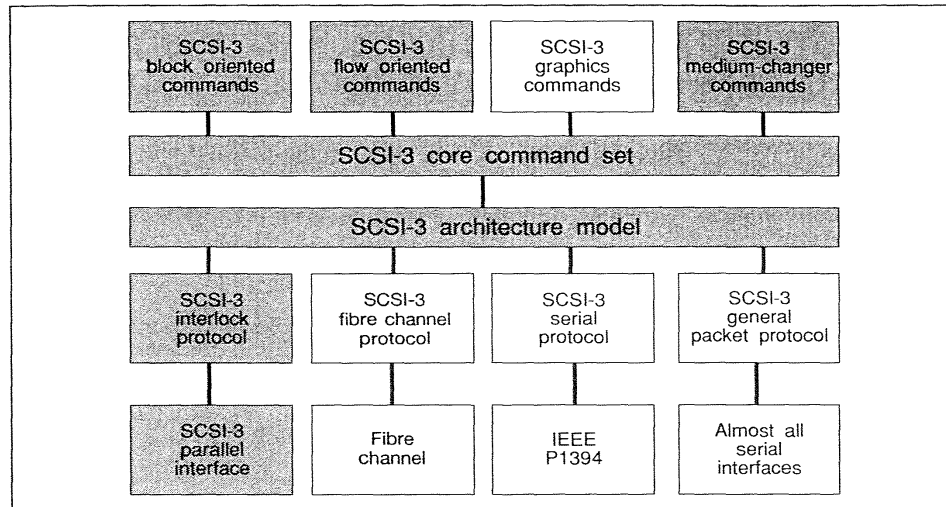 SCSI-3
block oriented
commands
SCSI-3
flow oriented
commands
SCSI-3
graphics
commands
SCSI-3
medium-changer
commands
SCSI-3 core command set
SCSI-3 architecture model
SCSI-3
interlock
protocol
SCSI-3
fibre channel
protocol
SCSI-3
serial
protocol
SCSI-3
general
packet protocol
SCSI-3
parallel
interface
Fibre
channel
IEEE
P1394
Almost all
serial
interfaces